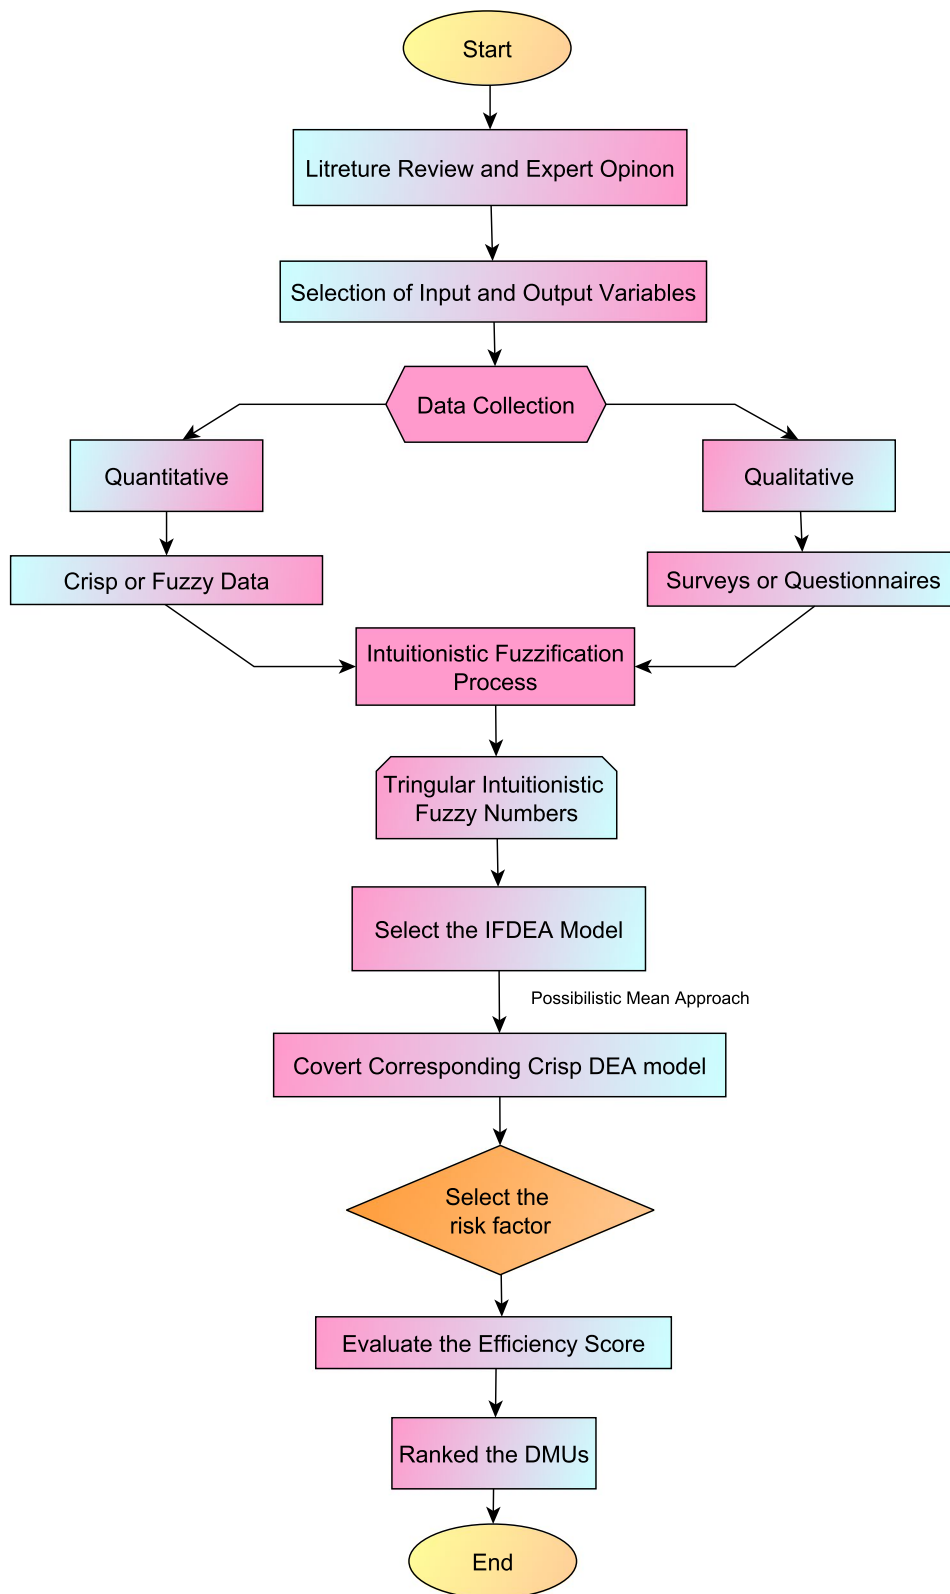 Start
Litreture Review and Expert Opinon
Selection of Input and Output Variables
Data Collection
Quantitative
Qualitative
Crisp or Fuzzy Data
Surveys or Questionnaires
Intuitionistic Fuzzification
Process
Tringular Intuitionistic
Fuzzy Numbers
Select the IFDEA Model
Possibilistic Mean Approach
Covert Corresponding Crisp DEA model
Select the
risk factor
Evaluate the Efficiency Score
Ranked the DMUs
End